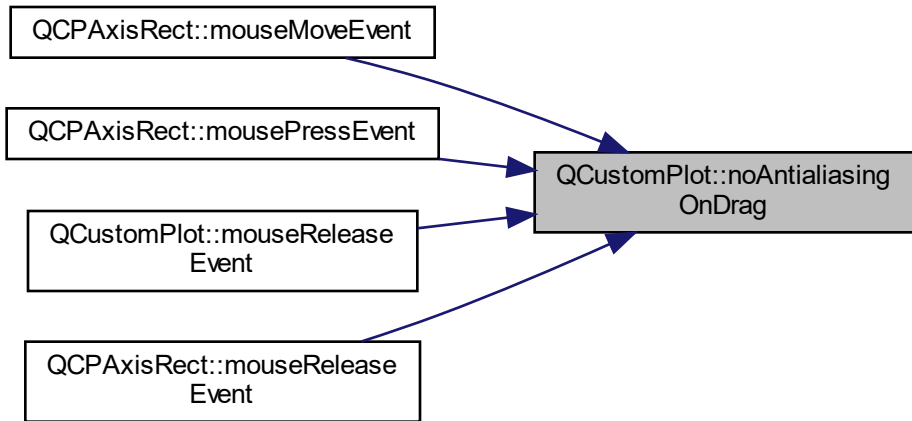 QCPAxisRect::mouseMoveEvent
QCPAxisRect::mousePressEvent
QCustomPlot::noAntialiasing
OnDrag
QCustomPlot::mouseRelease
Event
QCPAxisRect::mouseRelease
Event